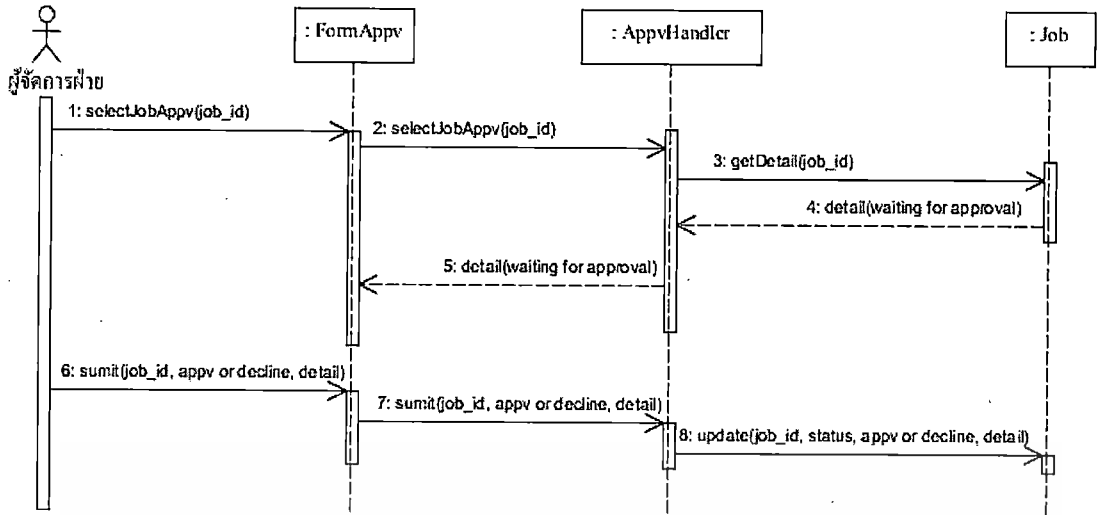 : FormAppv
: AppvHandler
: Job
ผู้จัดการฝ่าย
1: selectJobAppv(job_id)
2: selectJobAppv(job_id)
3: getDetail(job_id)
4: detail(waiting for approval)
5: detail(waiting for approval)
6: sumit(job_id, appv or decline, detail)
7: sumit(job_id, appv or decline, detail)
8: update(job_id, status, appv or decline, detail)